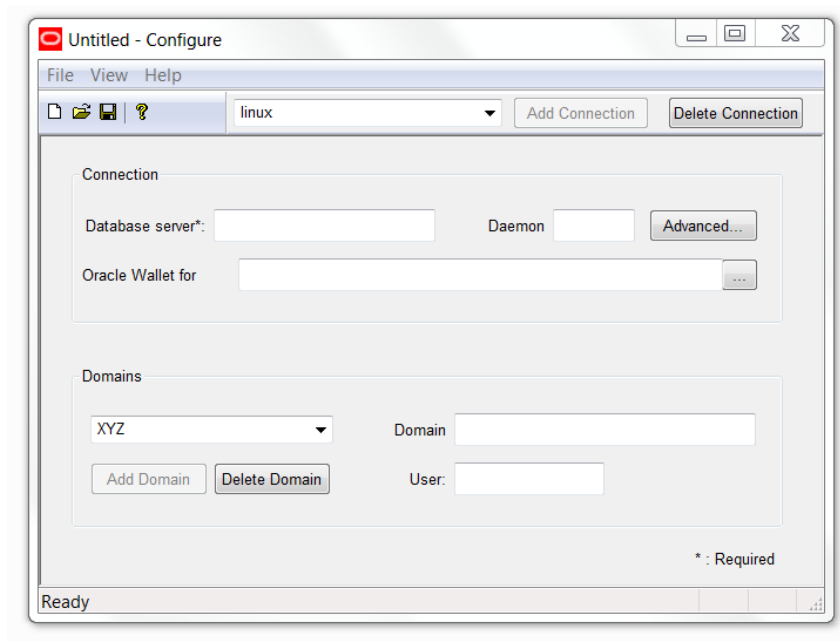 Untitled - Configure
File View Help
linux Add Connection Delete Connection
Connection
Database server*: Daemon Advanced...
Oracle Wallet for ...
Domains
XYZ Domain
Add Domain Delete Domain User:
* : Required
Ready